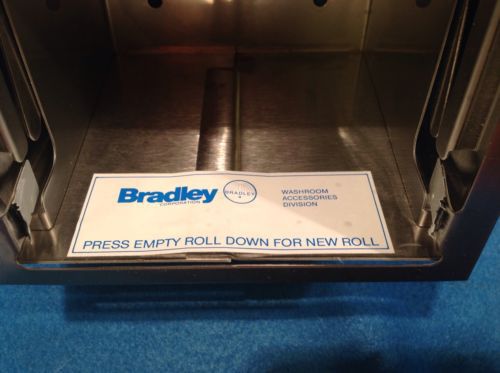 Bradley
CORPORATION
BRADLEY
WASHROOM
ACCESSORIES
DIVISION
PRESS EMPTY ROLL DOWN FOR NEW ROLL